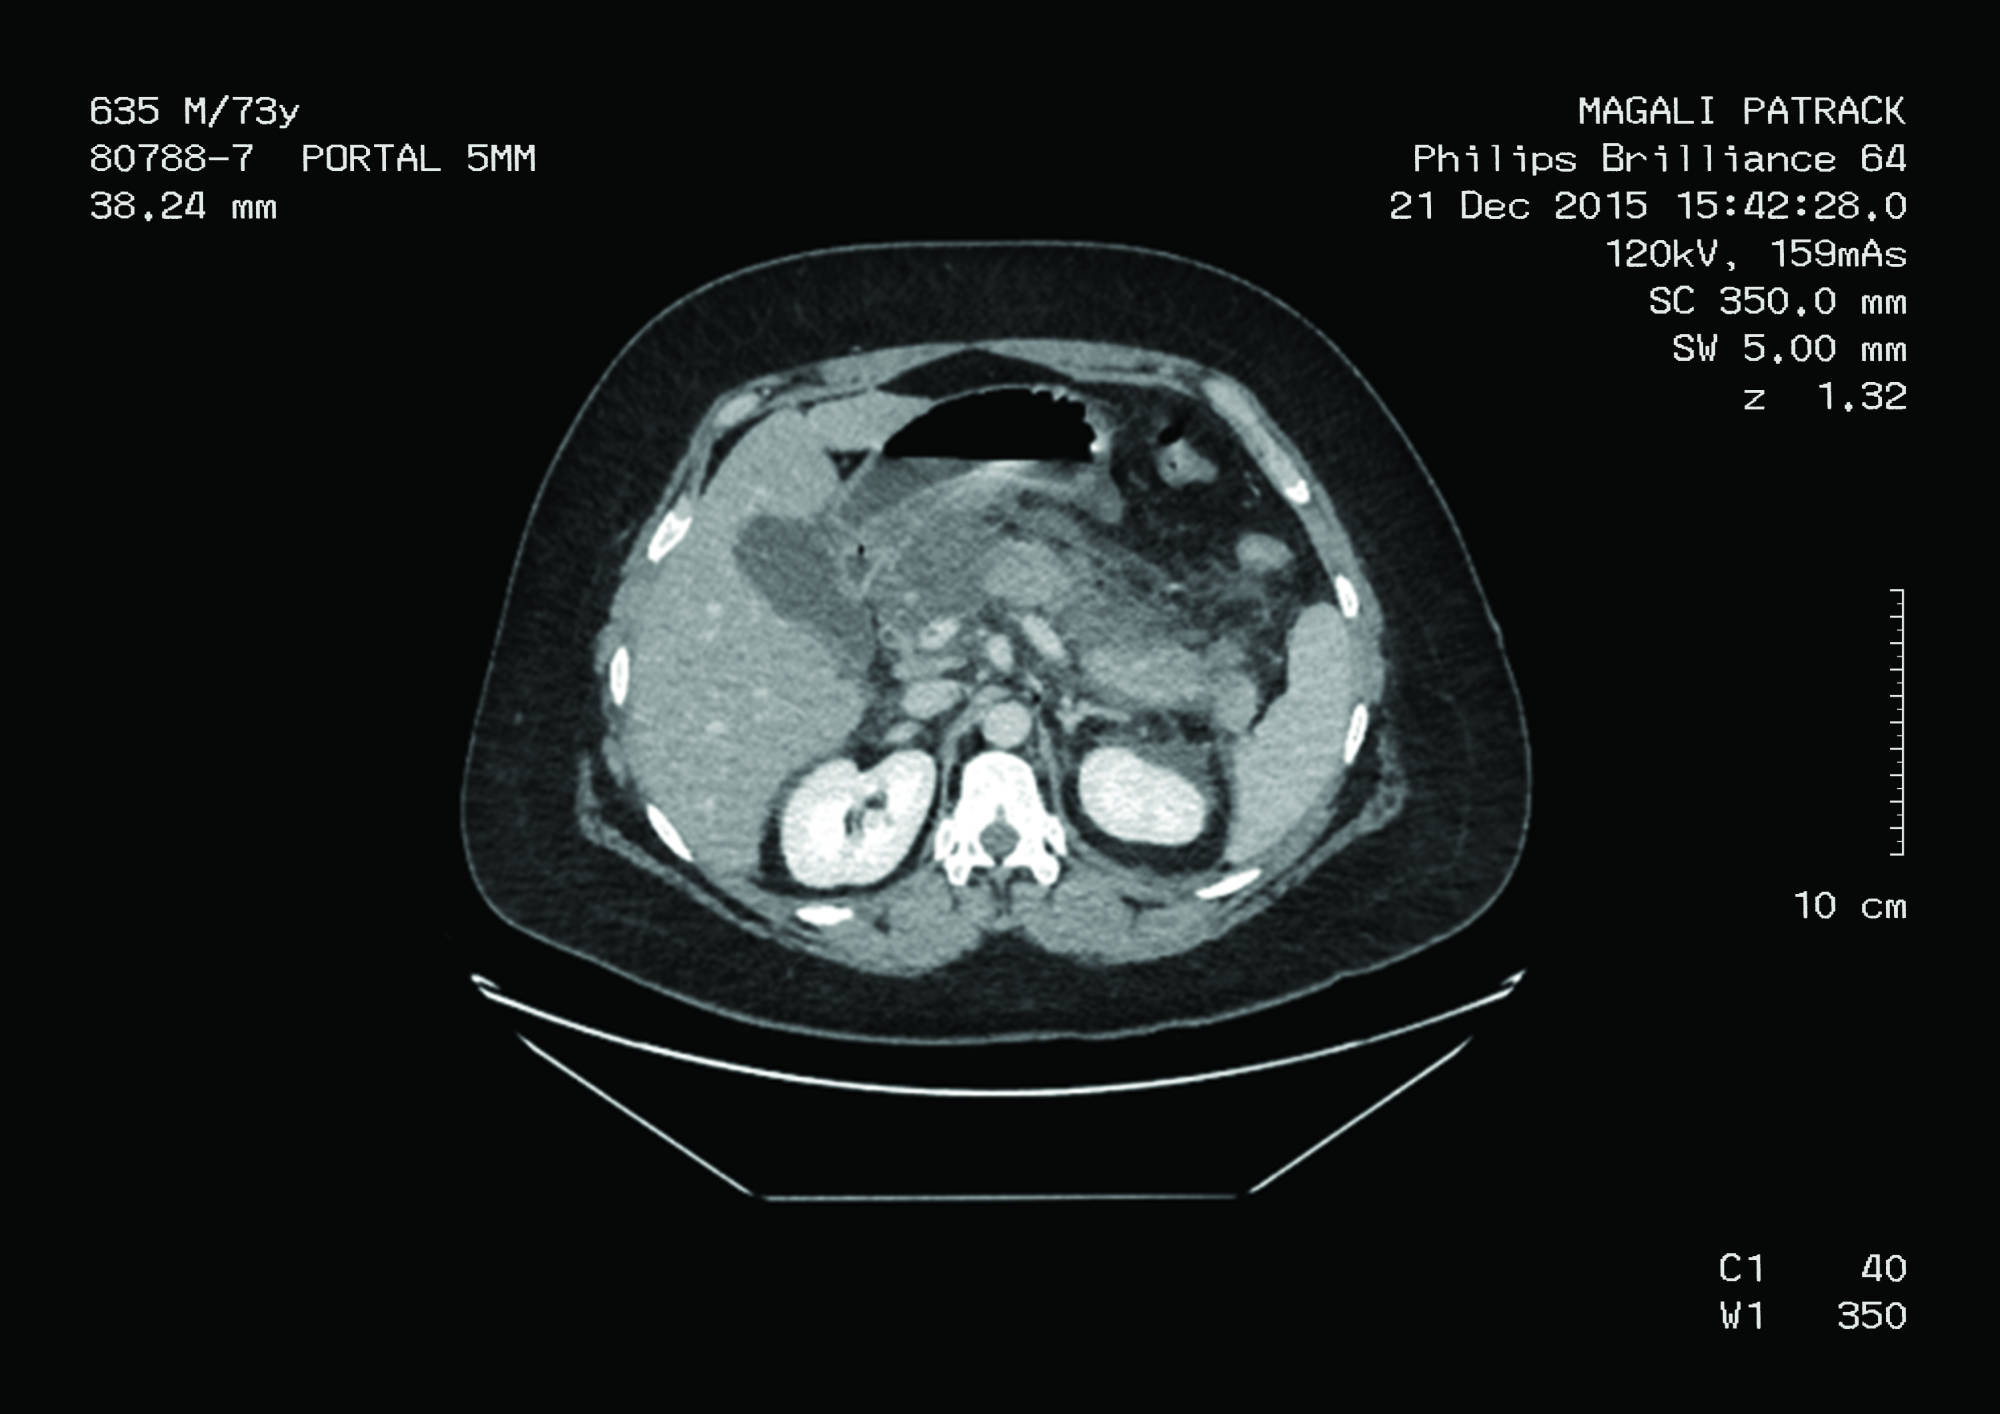 635 M/73y
80788-7 PORTAL 5MM
38.24 mm
MAGALI PATRACK
Philips Brilliance 64
21 Dec 2015 15:42:28.0
120kV, 159mAs
SC 350.0 mm
SW 5.00 mm
z 1.32
10 cm
C1 40
W1 350